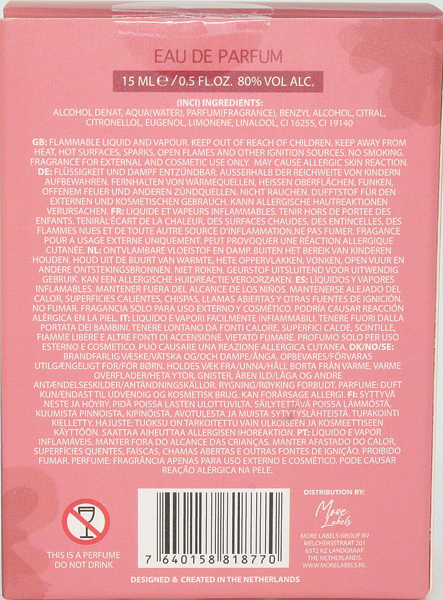 EAU DE PARFUM
15 ML ℮ / 0.5 FL.OZ. 80% VOL ALC.
(INCI) INGREDIENTS:
ALCOHOL DENAT, AQUA(WATER), PARFUM(FRAGRANCE), BENZYL ALCOHOL, CITRAL,
CITRONELLOL, EUGENOL, LIMONENE, LINALOOL, CI 16255, CI 19140
GB: FLAMMABLE LIQUID AND VAPOUR. KEEP OUT OF REACH OF CHILDREN. KEEP AWAY FROM
HEAT, HOT SURFACES, SPARKS, OPEN FLAMES AND OTHER IGNITION SOURCES. NO SMOKING.
FRAGRANCE FOR EXTERNAL AND COSMETIC USE ONLY. MAY CAUSE ALLERGIC SKIN REACTION.
DE: FLÜSSIGKEIT UND DAMPF ENTZÜNDBAR. AUSSERHALB DER REICHWEITE VON KINDERN
AUFBEWAHREN. FERNHALTEN VON WÄRMEQUELLEN, HEISSEN OBERFLÄCHEN, FUNKEN,
OFFENEM FEUER UND ANDEREN ZÜNDQUELLEN. NICHT RAUCHEN. DUFTSTOFF FÜR DEN
EXTERNEN UND KOSMETISCHEN GEBRAUCH. KANN ALLERGISCHE HAUTREAKTIONEN
VERURSACHEN. FR: LIQUIDE ET VAPEURS INFLAMMABLES. TENIR HORS DE PORTEE DES
ENFANTS. TENIRAL'ÉCART DE LA CHALEUR, DES SURFACES CHAUDES, DES ENTINCELLES, DES
FLAMMES NUES ET DE TOUTE AUTRE SOURCE D'INFLAMMATION.NE PAS FUMER. FRAGANCE
POUR A USAGE EXTERNE UNIQUEMENT. PEUT PROVOQUER UNE RÉACTION ALLERGIQUE
CUTANÉE. NL: ONTVLAMBARE VLOEISTOF EN DAMP. BUITEN HET BEREIK VAN KINDEREN
HOUDEN. HOUD UIT DE BUURT VAN WARMTE, HETE OPPERVLAKKEN, VONKEN, OPEN VUUR EN
ANDERE ONTSTEKINGSBRONNEN. NIET ROKEN. GEURSTOF UITSLUITEND VOOR UITWENDIG
GEBRUIK. KAN EEN ALLERGISCHE HUIDREACTIE VEROORZAKEN. ES: LÍQUIDOS Y VAPORES
INFLAMABLES. MANTENER FUERA DEL ALCANCE DE LOS NIÑOS. MANTENERSE ALEJADO DEL
CALOR, SUPERFICIES CALIENTES, CHISPAS, LLAMAS ABIERTAS Y OTRAS FUENTES DE IGNICIÓN.
NO FUMAR. FRAGANCIA SOLO PARA USO EXTERNO Y COSMÉTICO. PODRÍA CAUSAR REACCIÓN
ALÉRGICA EN LA PIEL. IT: LIQUIDO E VAPORI FACILMENTE INFIAMMABILI. TENERE FUORI DALLA
PORTATA DEI BAMBINI. TENERE LONTANO DA FONTI CALORE, SUPERFICI CALDE, SCINTILLE,
FIAMME LIBERE E ALTRE FONTI DI ACCENSIONE. VIETATO FUMARE. PROFUMO SOLO PER USO
ESTERNO E COSMETICO. PUÒ CAUSARE UNA REAZIONE ALLERGICA CUTANEA. DK/NO/SE:
BRANDFARLIG VÆSKE/VÄTSKA OG/OCH DAMPE/ÅNGA. OPBEVARES/FÖRVARAS
UTILGÆNGELIGT FOR/FÖR BØRN. HOLDES VÆK FRA/UNNA/HÅLL BORTA FRÅN VARME, VARME
OVERFLADER/HETA YTOR, GNISTER, ÅBEN ILD/LÅGA OG ANDRE
ANTÆNDELSESKILDER/ANTÄNDNINGSKÄLLOR. RYGNING/RØYKING FORBUDT. PARFUME: DUFT
KUN/ENDAST TIL UDVENDIG OG KOSMETISK BRUG. KAN FORÅRSAGE ALLERGI. FI: SYTTYVÄ
NESTE JA HÖYRY. PIDÄ POISSA LASTEN ULOTTUVILTA. SÄILYTETTÄVÄ POISSA LÄMMÖSTÄ,
KUUMISTA PINNOISTA, KIPINÖISTÄ, AVOTULESTA JA MUISTA SYTYTYSLÄHTEISTÄ. TUPAKOINTI
KIELLETTY. HAJUSTE: TUOKSU ON TARKOITETTU VAIN ULKOISEEN JA KOSMEETTISEEN
KÄYTTÖÖN. SAATTAA AIHEUTTAA ALLERGISEN IHOREAKTION. PT: LÍQUIDO E VAPOR
INFLAMÁVEIS. MANTER FORA DO ALCANCE DAS CRIANÇAS. MANTER AFASTADO DO CALOR,
SUPERFÍCIES QUENTES, FAÍSCAS, CHAMAS ABERTAS E OUTRAS FONTES DE IGNIÇÃO. PROIBIDO
FUMAR. PERFUME: FRAGRÂNCIA APENAS PARA USO EXTERNO E COSMÉTICO. PODE CAUSAR
REAÇÃO ALÉRGICA NA PELE.
THIS IS A PERFUME
DO NOT DRINK
7 640158 818770
DESIGNED & CREATED IN THE NETHERLANDS
DISTRIBUTION BY:
More
Labels
MORE LABELS GROUP BV
MELCHERSTRAAT 201
6372 KZ LANDGRAAF
THE NETHERLANDS
WWW.MORELABELS.NL